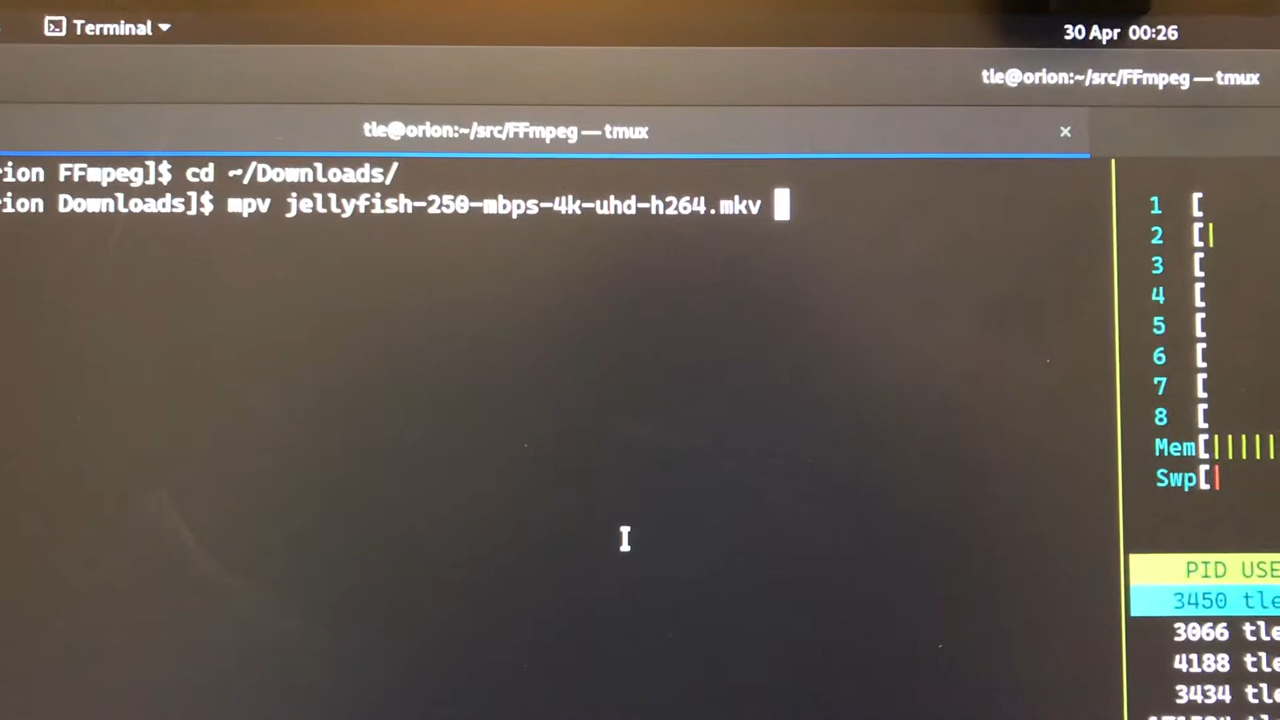 Terminal
30 Apr 00:26
tle@orion:~/src/FFmpeg — tmux
tle@orion:~/src/FFmpeg — tmux ×
ion FFmpeg]$ cd ~/Downloads/
ion Downloads]$ mpv jellyfish-250-mbps-4k-uhd-h264.mkv
1 [
2 [|
3 [
4 [
5 [
6 [
7 [
8 [
Mem[|||||
Swp[|
PID USE
3450 tle
3066 tle
4188 tle
3434 tle